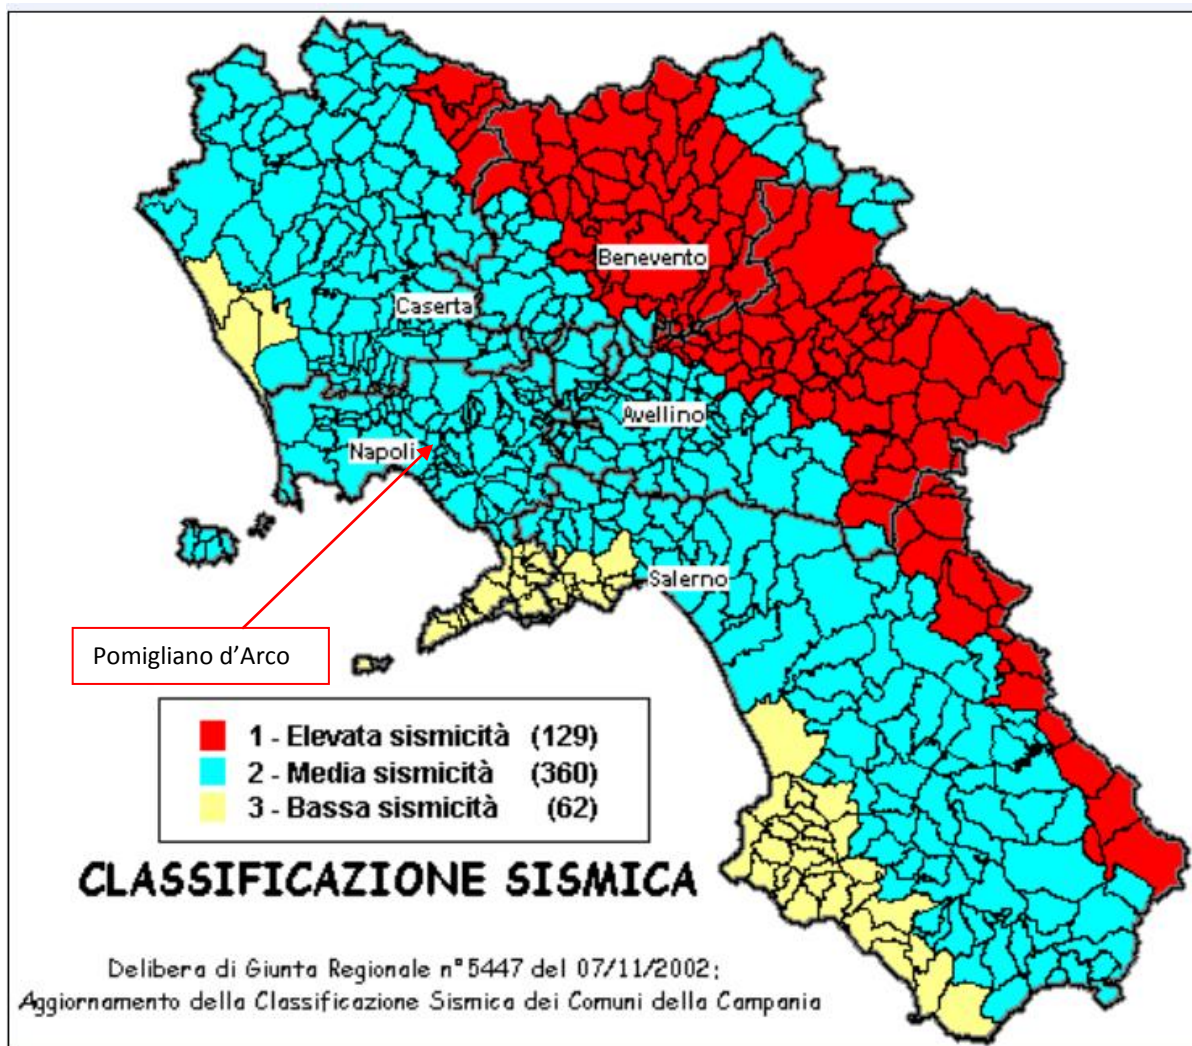 Benevento
Caserta
Avellino
Napoli
Salerno
Pomigliano d’Arco
1 - Elevata sismicità (129)
2 - Media sismicità (360)
3 - Bassa sismicità (62)
CLASSIFICAZIONE SISMICA
Delibera di Giunta Regionale n°5447 del 07/11/2002;
Aggiornamento della Classificazione Sismica dei Comuni della Campania